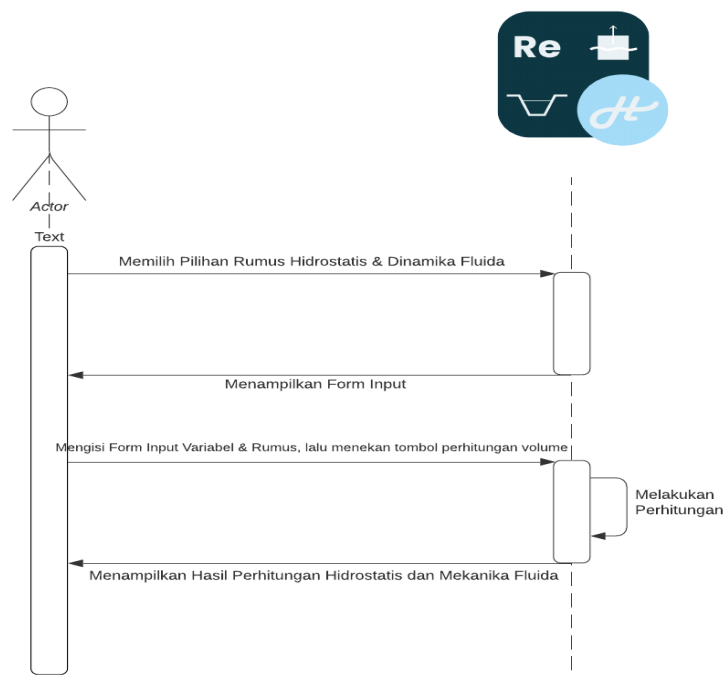 Re
H
Actor
Text
Memilih Pilihan Rumus Hidrostatis & Dinamika Fluida
Menampilkan Form Input
Mengisi Form Input Variabel & Rumus, lalu menekan tombol perhitungan volume
Melakukan
Perhitungan
Menampilkan Hasil Perhitungan Hidrostatis dan Mekanika Fluida